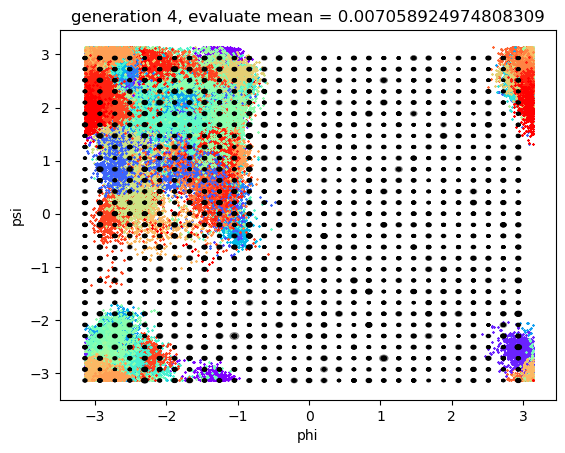 generation 4, evaluate mean = 0.007058924974808309
3
2
1
0
−1
−2
−3
psi
−3 −2 −1 0 1 2 3
phi